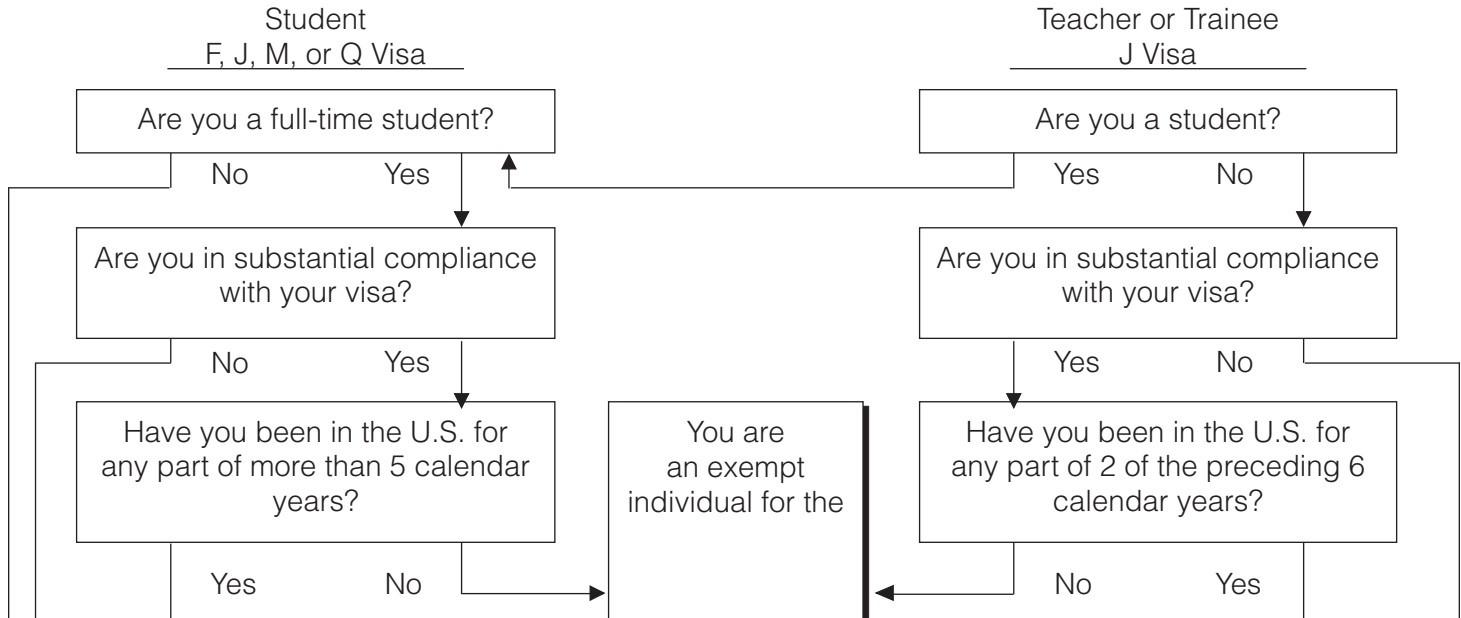 Student
F, J, M, or Q Visa
Teacher or Trainee
J Visa
Are you a full-time student?
Are you a student?
No
Yes
Yes
No
Are you in substantial compliance
with your visa?
Are you in substantial compliance
with your visa?
No
Yes
Yes
No
Have you been in the U.S. for
any part of more than 5 calendar
years?
You are
an exempt
individual for the
Have you been in the U.S. for
any part of 2 of the preceding 6
calendar years?
Yes
No
No
Yes